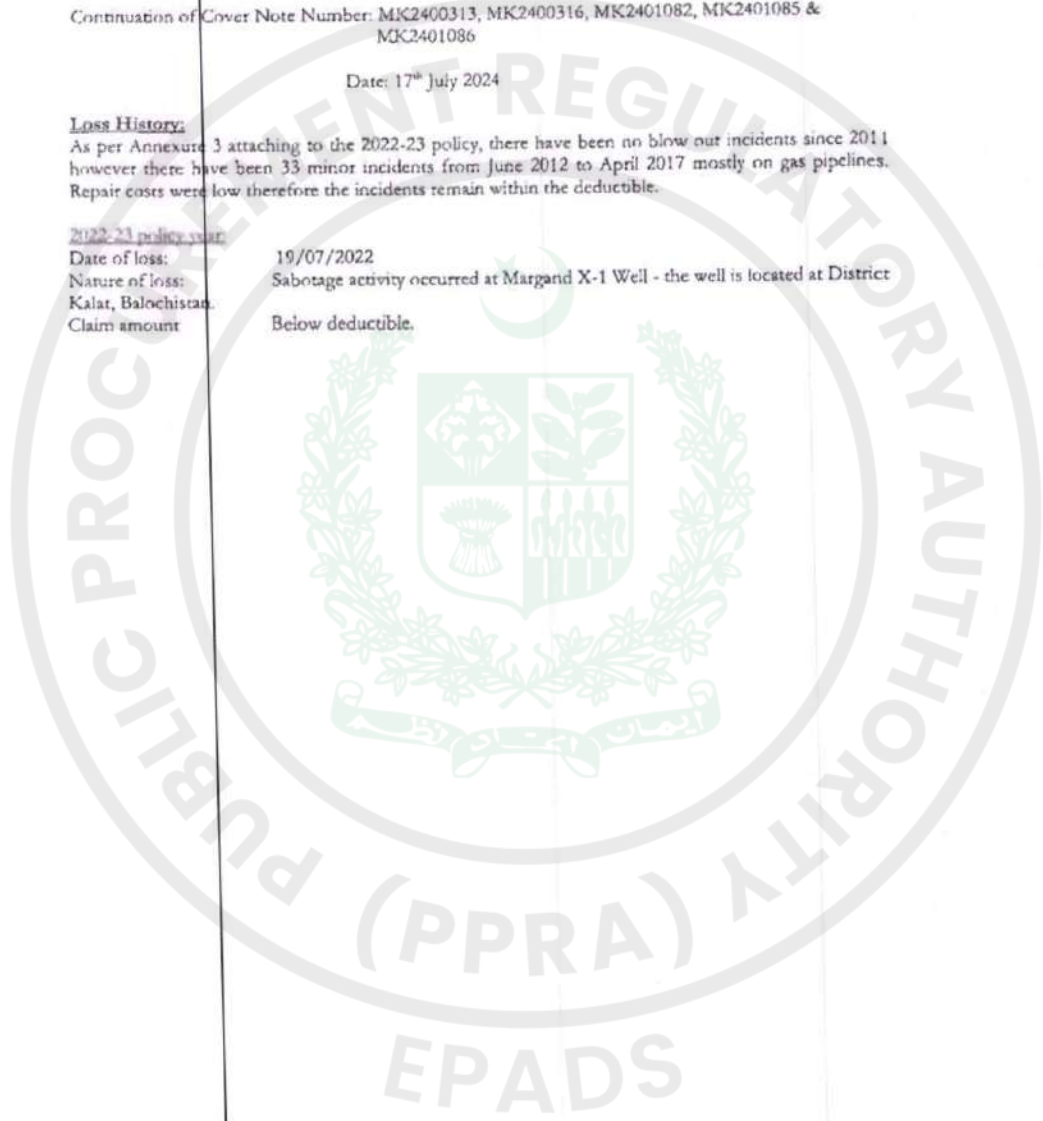 Continuation of Cover Note Number: MK2400313, MK2400316, MK2401082, MK2401085 &
MK2401086
Date: 17th July 2024
Loss History:
As per Annexure 3 attaching to the 2022-23 policy, there have been no blow out incidents since 2011
however there have been 33 minor incidents from June 2012 to April 2017 mostly on gas pipelines.
Repair costs were low therefore the incidents remain within the deductible.
2022-23 policy year:
Date of loss: 19/07/2022
Nature of loss: Sabotage activity occurred at Margand X-1 Well - the well is located at District
Kalat, Balochistan.
Claim amount Below deductible.
PUBLIC PROCUREMENT REGULATORY AUTHORITY
(PPRA)
EPADS